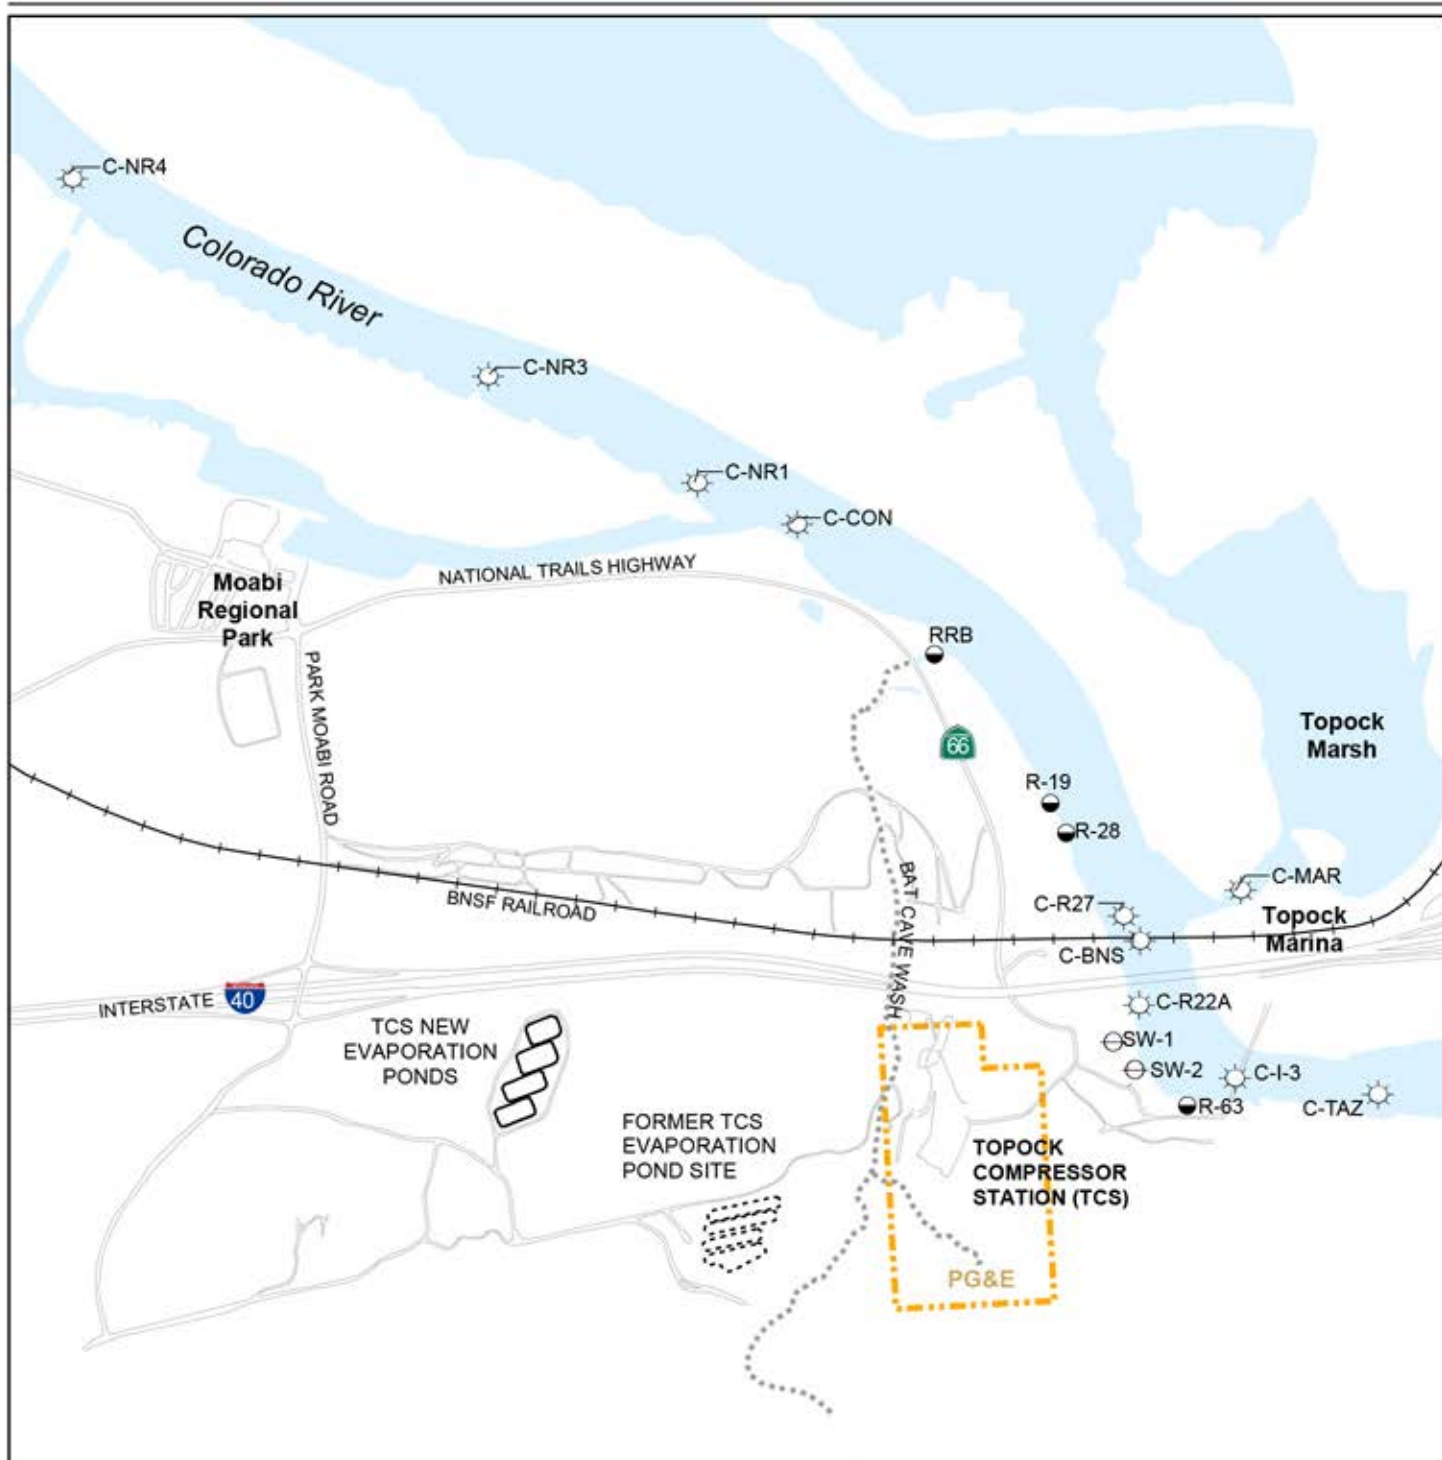 C-NR4
Colorado River
C-NR3
C-NR1
C-CON
NATIONAL TRAILS HIGHWAY
Moabi
Regional
Park
RRB
PARK MOABI ROAD
66
Topock
Marsh
R-19
R-28
BAT CAVE WASH
C-MAR
C-R27
BNSF RAILROAD
Topock
Marina
C-BNS
INTERSTATE
40
C-R22A
TCS NEW
EVAPORATION
PONDS
SW-1
SW-2
C-I-3
R-63
C-TAZ
FORMER TCS
EVAPORATION
POND SITE
TOPOCK
COMPRESSOR
STATION (TCS)
PG&E